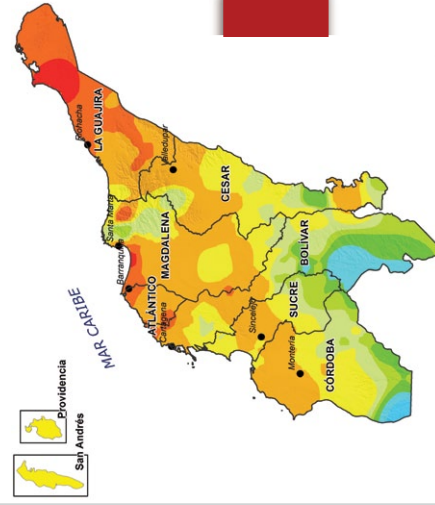 Riohacha
LA GUAJIRA
Santa Marta
Barranqui
ATLÁNTICO
MAGDALENA
Valledupar
CESAR
Cartagena
MAR CARIBE
BOLÍVAR
Sincelejo
SUCRE
Montería
CÓRDOBA
Providencia
San Andrés